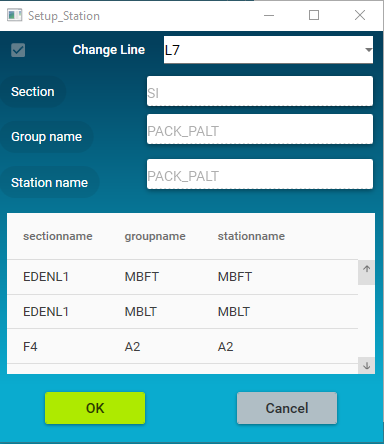 Setup_Station
Change Line L7
Section SI
Group name PACK_PALT
Station name PACK_PALT
sectionname groupname stationname
EDENL1 MBFT MBFT
EDENL1 MBLT MBLT
F4 A2 A2
OK Cancel